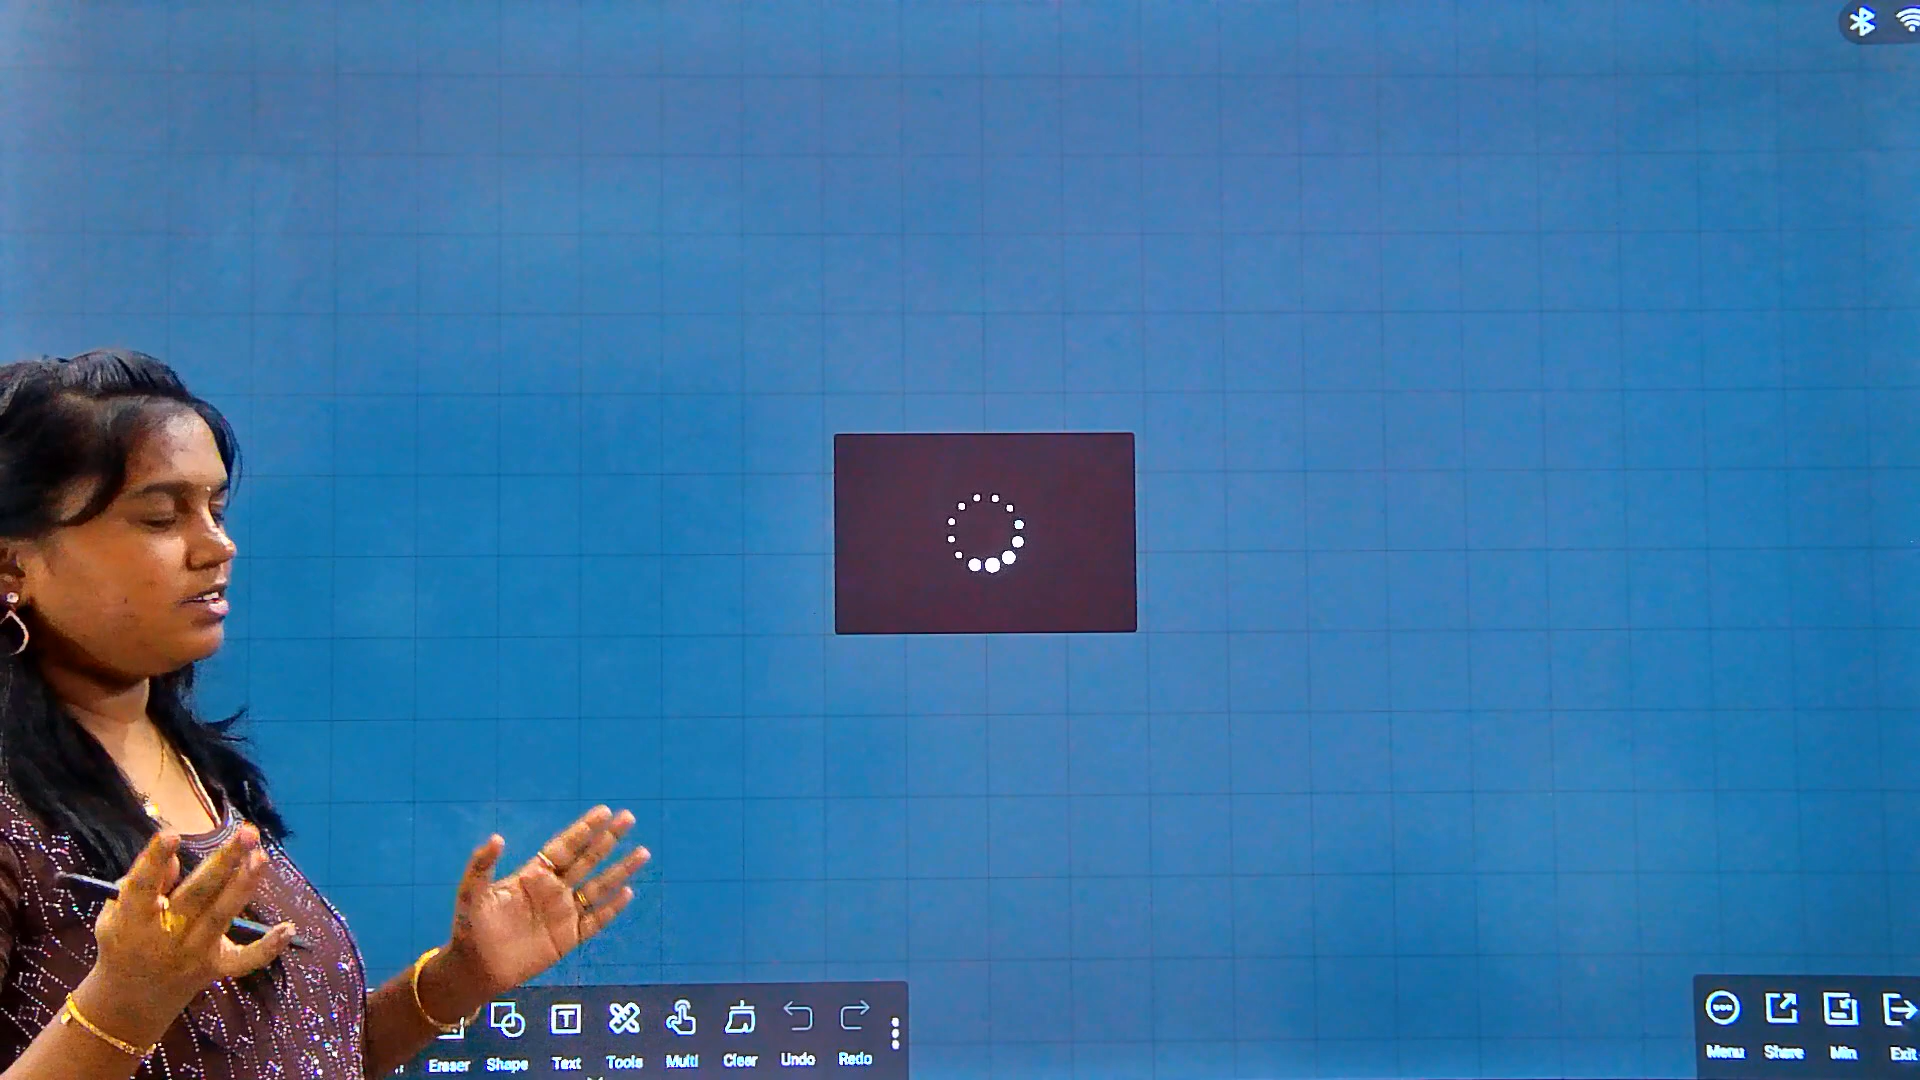 Eraser Shape Text Tools Multi Clear Undo Redo
Menu Share Min Exit